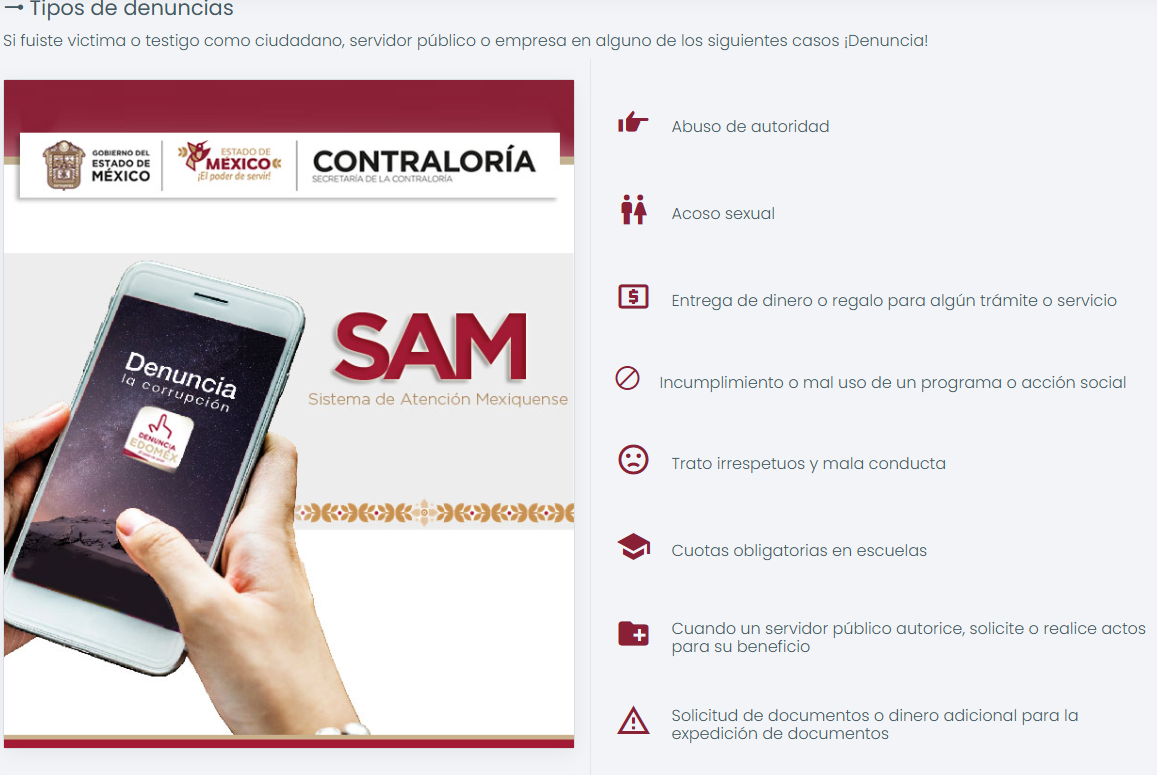 Tipos de denuncias
Si fuiste victima o testigo como ciudadano, servidor público o empresa en alguno de los siguientes casos ¡Denuncia!
GOBIERNO DEL
ESTADO DE
MÉXICO
ESTADO DE
MÉXICO
¡El poder de servir!
CONTRALORÍA
SECRETARÍA DE LA CONTRALORÍA
Denuncia
la corrupción
DENUNCIA
EDOMÉX
SAM
Sistema de Atención Mexiquense
Abuso de autoridad
Acoso sexual
Entrega de dinero o regalo para algún trámite o servicio
Incumplimiento o mal uso de un programa o acción social
Trato irrespetuos y mala conducta
Cuotas obligatorias en escuelas
Cuando un servidor público autorice, solicite o realice actos
para su beneficio
Solicitud de documentos o dinero adicional para la
expedición de documentos